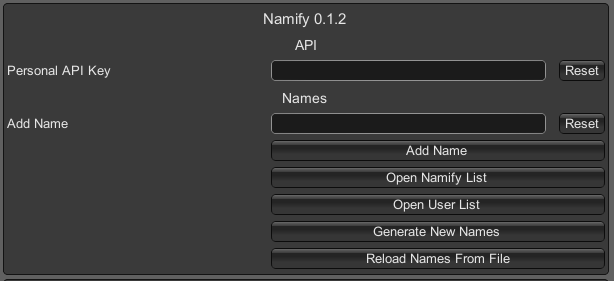 Namify 0.1.2
API
Personal API Key
Reset
Names
Add Name
Reset
Add Name
Open Namify List
Open User List
Generate New Names
Reload Names From File